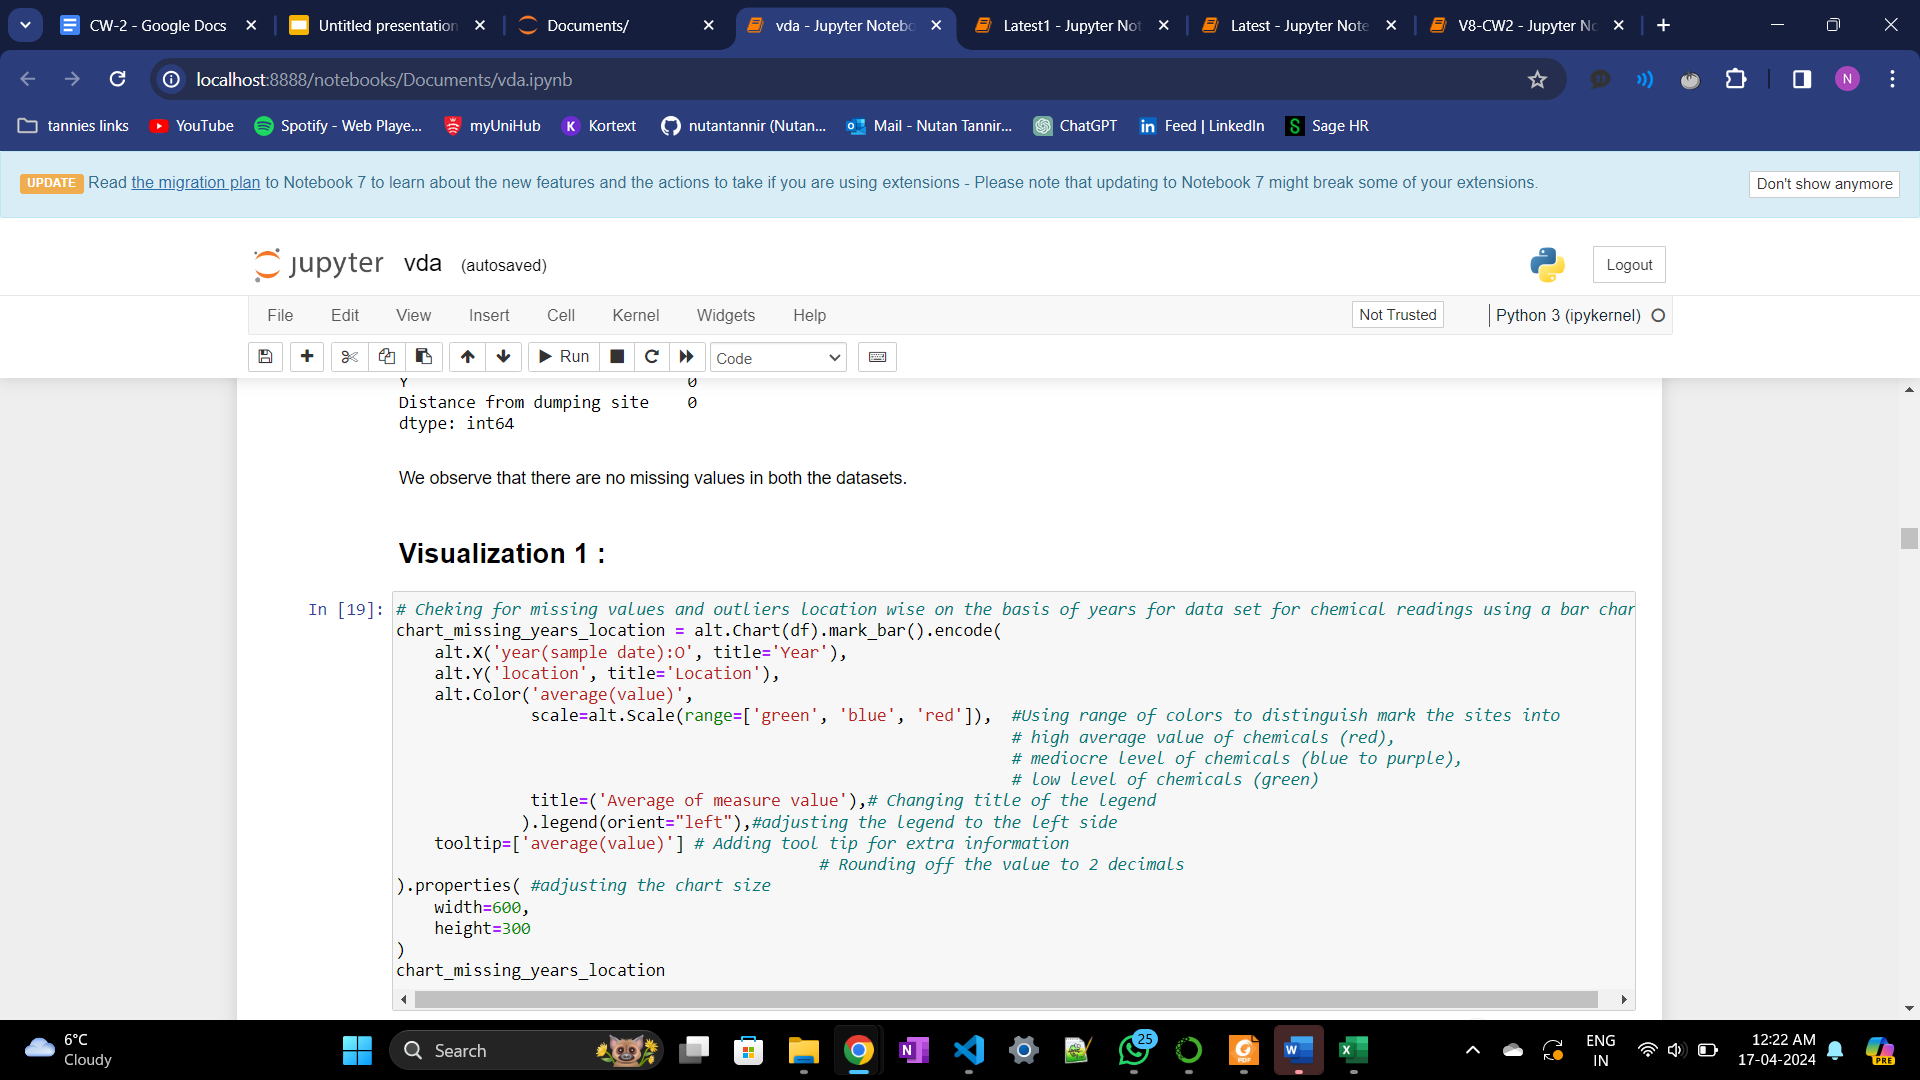 CW-2 - Google Docs
Untitled presentation
Documents/
vda - Jupyter Notebo
Latest1 - Jupyter Not
Latest - Jupyter Note
V8-CW2 - Jupyter No
localhost:8888/notebooks/Documents/vda.ipynb
N
tannies links
YouTube
Spotify - Web Playe...
myUniHub
K Kortext
nutantannir (Nutan...
Mail - Nutan Tannir...
ChatGPT
in Feed | LinkedIn
S Sage HR
UPDATE Read the migration plan to Notebook 7 to learn about the new features and the actions to take if you are using extensions - Please note that updating to Notebook 7 might break some of your extensions.
Don't show anymore
jupyter vda (autosaved)
Logout
File Edit View Insert Cell Kernel Widgets Help
Not Trusted
Python 3 (ipykernel)
Run
Code
Y 0
Distance from dumping site 0
dtype: int64
We observe that there are no missing values in both the datasets.
Visualization 1 :
In [19]: # Cheking for missing values and outliers location wise on the basis of years for data set for chemical readings using a bar char
chart_missing_years_location = alt.Chart(df).mark_bar().encode(
alt.X('year(sample date):O', title='Year'),
alt.Y('location', title='Location'),
alt.Color('average(value)',
scale=alt.Scale(range=['green', 'blue', 'red']), #Using range of colors to distinguish mark the sites into
# high average value of chemicals (red),
# mediocre level of chemicals (blue to purple),
# low level of chemicals (green)
title=('Average of measure value'),# Changing title of the legend
).legend(orient="left"),#adjusting the legend to the left side
tooltip=['average(value)'] # Adding tool tip for extra information
# Rounding off the value to 2 decimals
).properties( #adjusting the chart size
width=600,
height=300
)
chart_missing_years_location
6°C
Cloudy
Search
N
25
PDF
W
X
ENG
IN
12:22 AM
17-04-2024
PRE